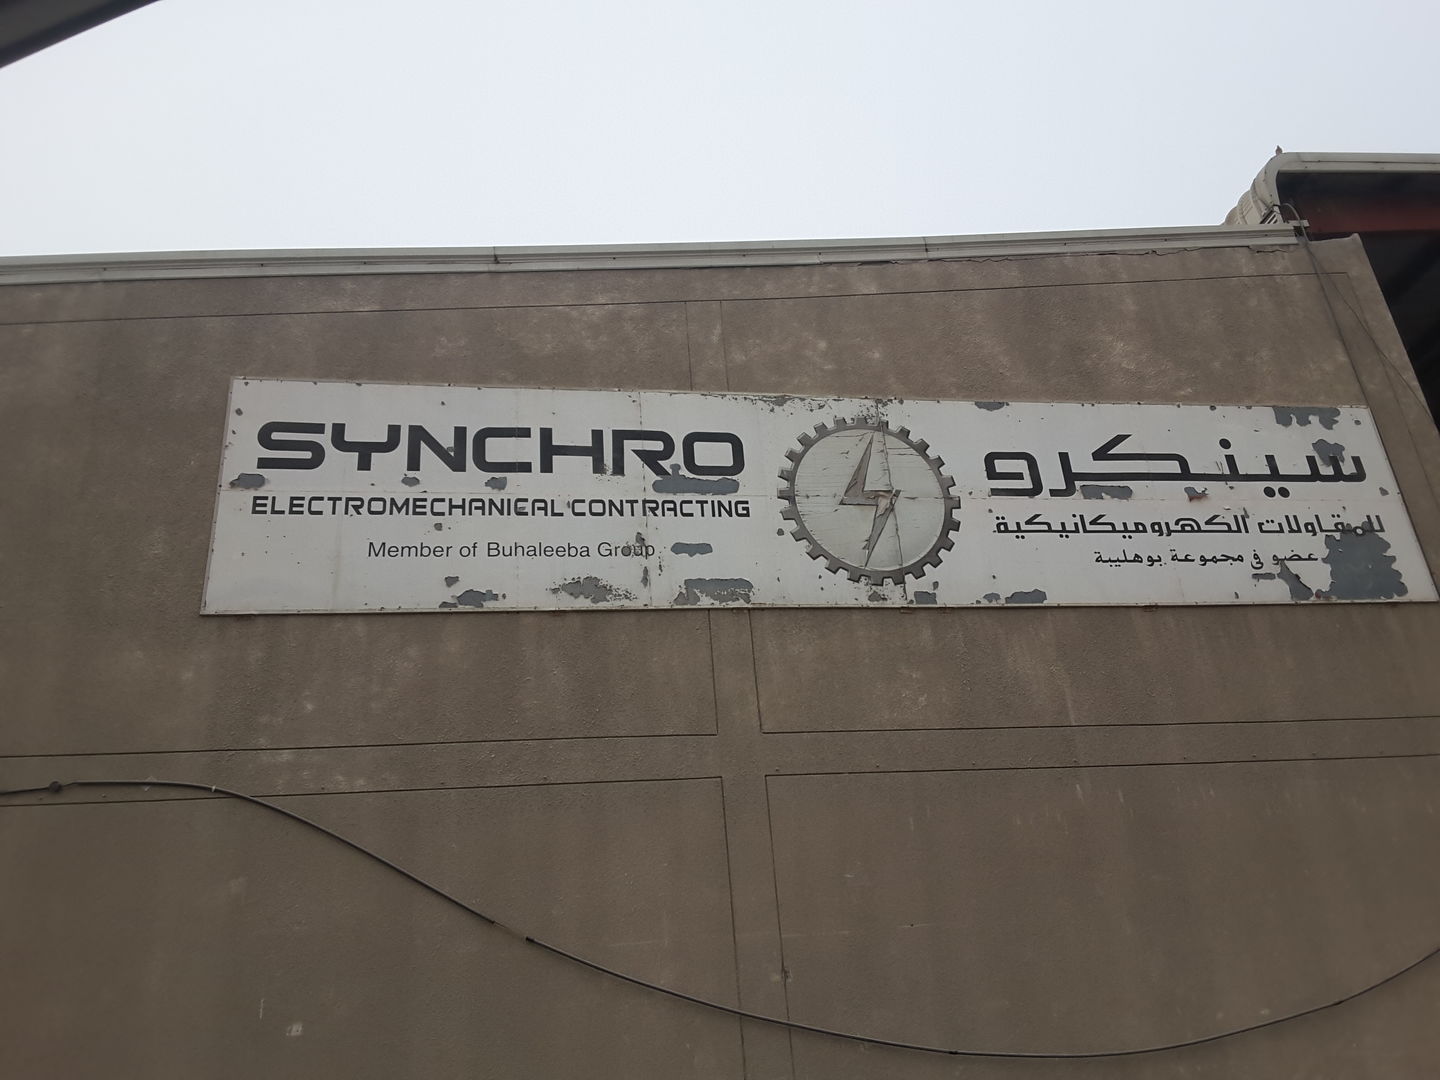 SYNCHRO
ELECTROMECHANICAL CONTRACTING
Member of Buhaleeba Group
سينكرو
للمقاولات الكهروميكانيكية
عضو في مجموعة بوهليبة